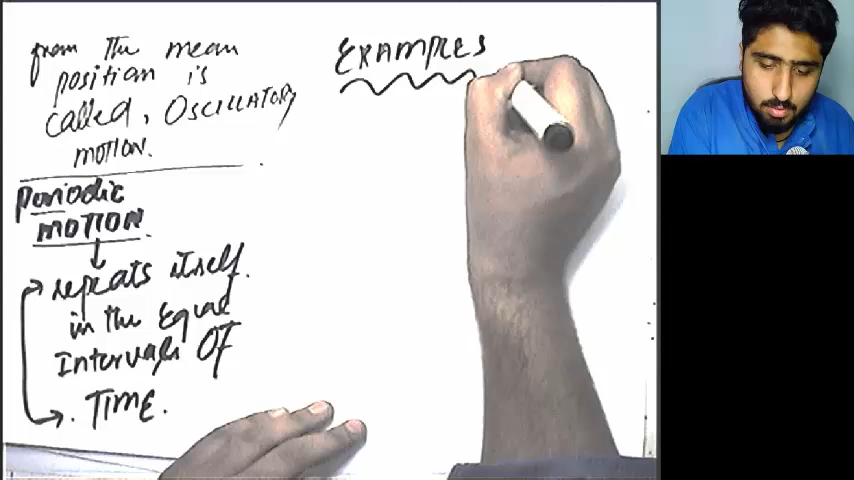 from the mean
position is
called, OSCILLATORY
MOTION.
Periodic
MOTION.
repeats itself.
in the Equal
Intervals OF
. TIME.
EXAMPLES